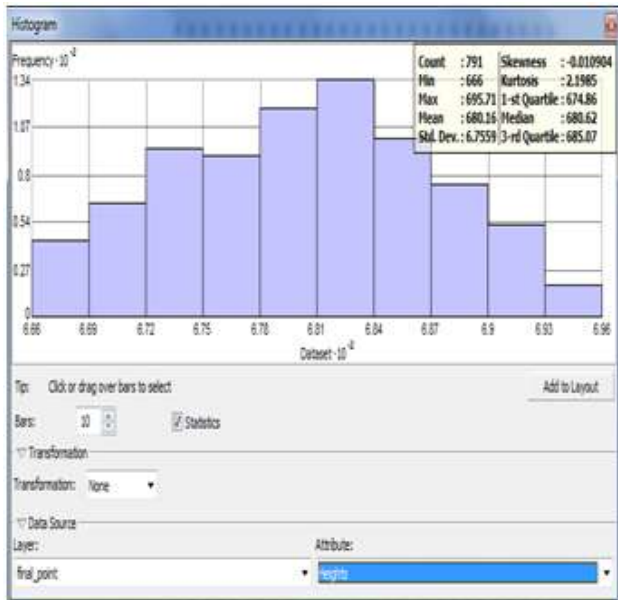 Histogram
Frequency · 10⁻²
1.34
1.07
0.8
0.54
0.27
0
6.66 6.69 6.72 6.75 6.78 6.81 6.84 6.87 6.9 6.93 6.96
Dataset · 10⁻²
Count : 791 Skewness : -0.010904
Min : 666 Kurtosis : 2.1985
Max : 695.71 1-st Quartile : 674.86
Mean : 680.16 Median : 680.62
Std. Dev. : 6.7559 3-rd Quartile : 685.07
Tip: Click or drag over bars to select
Add to Layout
Bars: 10 Statistics
Transformation
Transformation: None
Data Source
Layer: Attribute:
final_point Heights